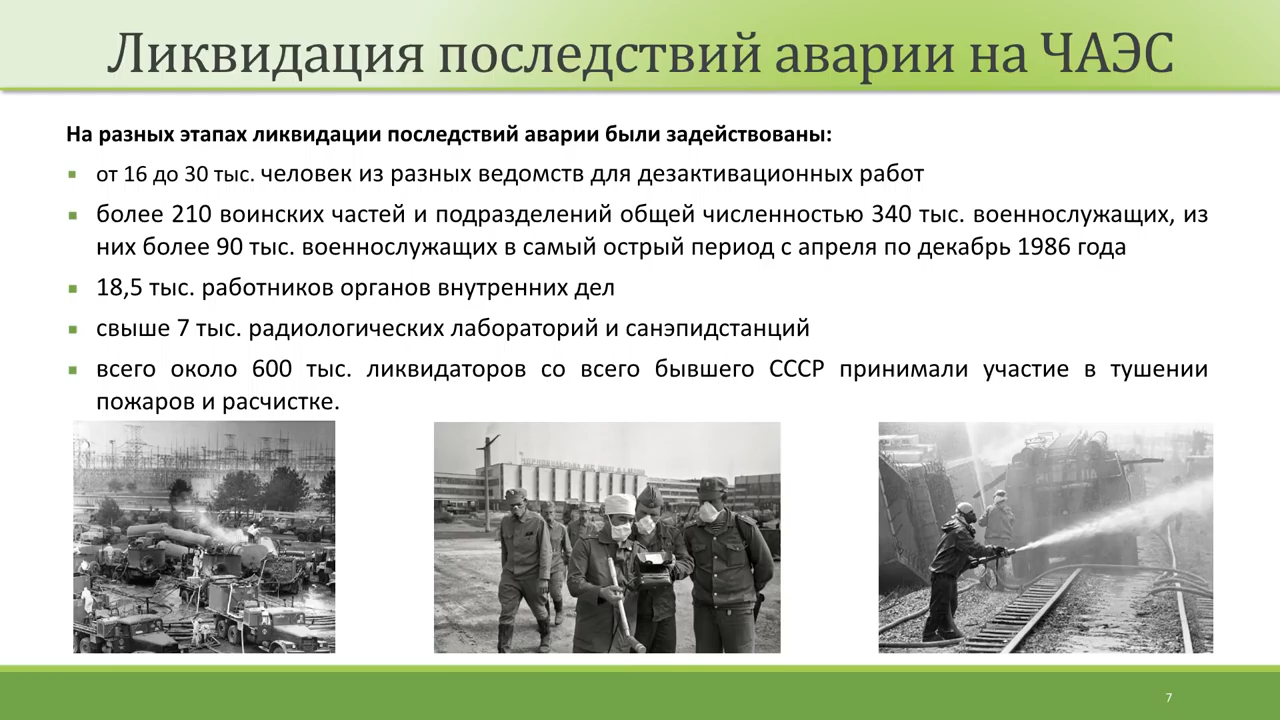 Ликвидация последствий аварии на ЧАЭС
На разных этапах ликвидации последствий аварии были задействованы:
от 16 до 30 тыс. человек из разных ведомств для дезактивационных работ
более 210 воинских частей и подразделений общей численностью 340 тыс. военнослужащих, из
них более 90 тыс. военнослужащих в самый острый период с апреля по декабрь 1986 года
18,5 тыс. работников органов внутренних дел
свыше 7 тыс. радиологических лабораторий и санэпидстанций
всего около 600 тыс. ликвидаторов со всего бывшего СССР принимали участие в тушении
пожаров и расчистке.
7